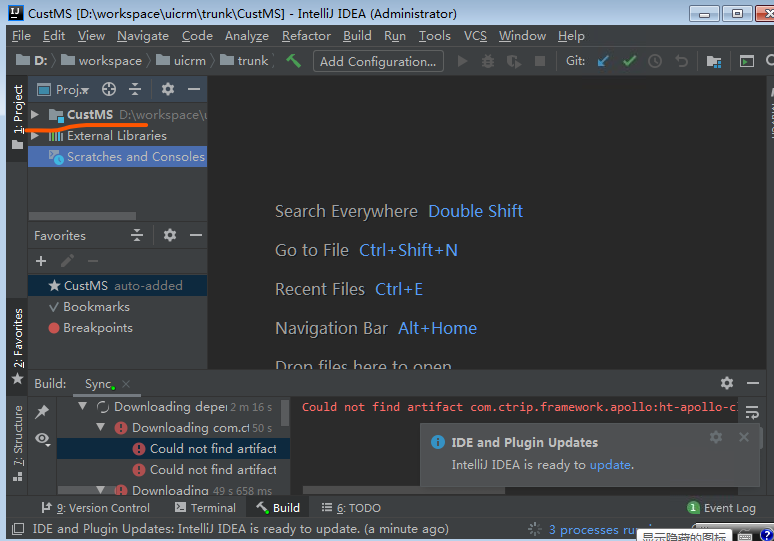 CustMS [D:\workspace\uicrm\trunk\CustMS] - IntelliJ IDEA (Administrator)
File Edit View Navigate Code Analyze Refactor Build Run Tools VCS Window Help
D: workspace uicrm trunk Add Configuration... Git:
1: Project
Proj
CustMS D:\workspace\u
External Libraries
Scratches and Consoles
Search Everywhere Double Shift
Go to File Ctrl+Shift+N
Recent Files Ctrl+E
Navigation Bar Alt+Home
Drop files here to open
Favorites
CustMS auto-added
Bookmarks
Breakpoints
2: Favorites
7: Structure
Build: Sync
Downloading depe 2 m 16 s
Downloading com.ct 50 s
Could not find artifact
Could not find artifact
Downloading 49 s 658 ms
Could not find artifact com.ctrip.framework.apollo:ht-apollo-c
IDE and Plugin Updates
IntelliJ IDEA is ready to update.
9: Version Control Terminal Build 6: TODO 1 Event Log
IDE and Plugin Updates: IntelliJ IDEA is ready to update. (a minute ago) 3 processes run
显示隐藏的图标